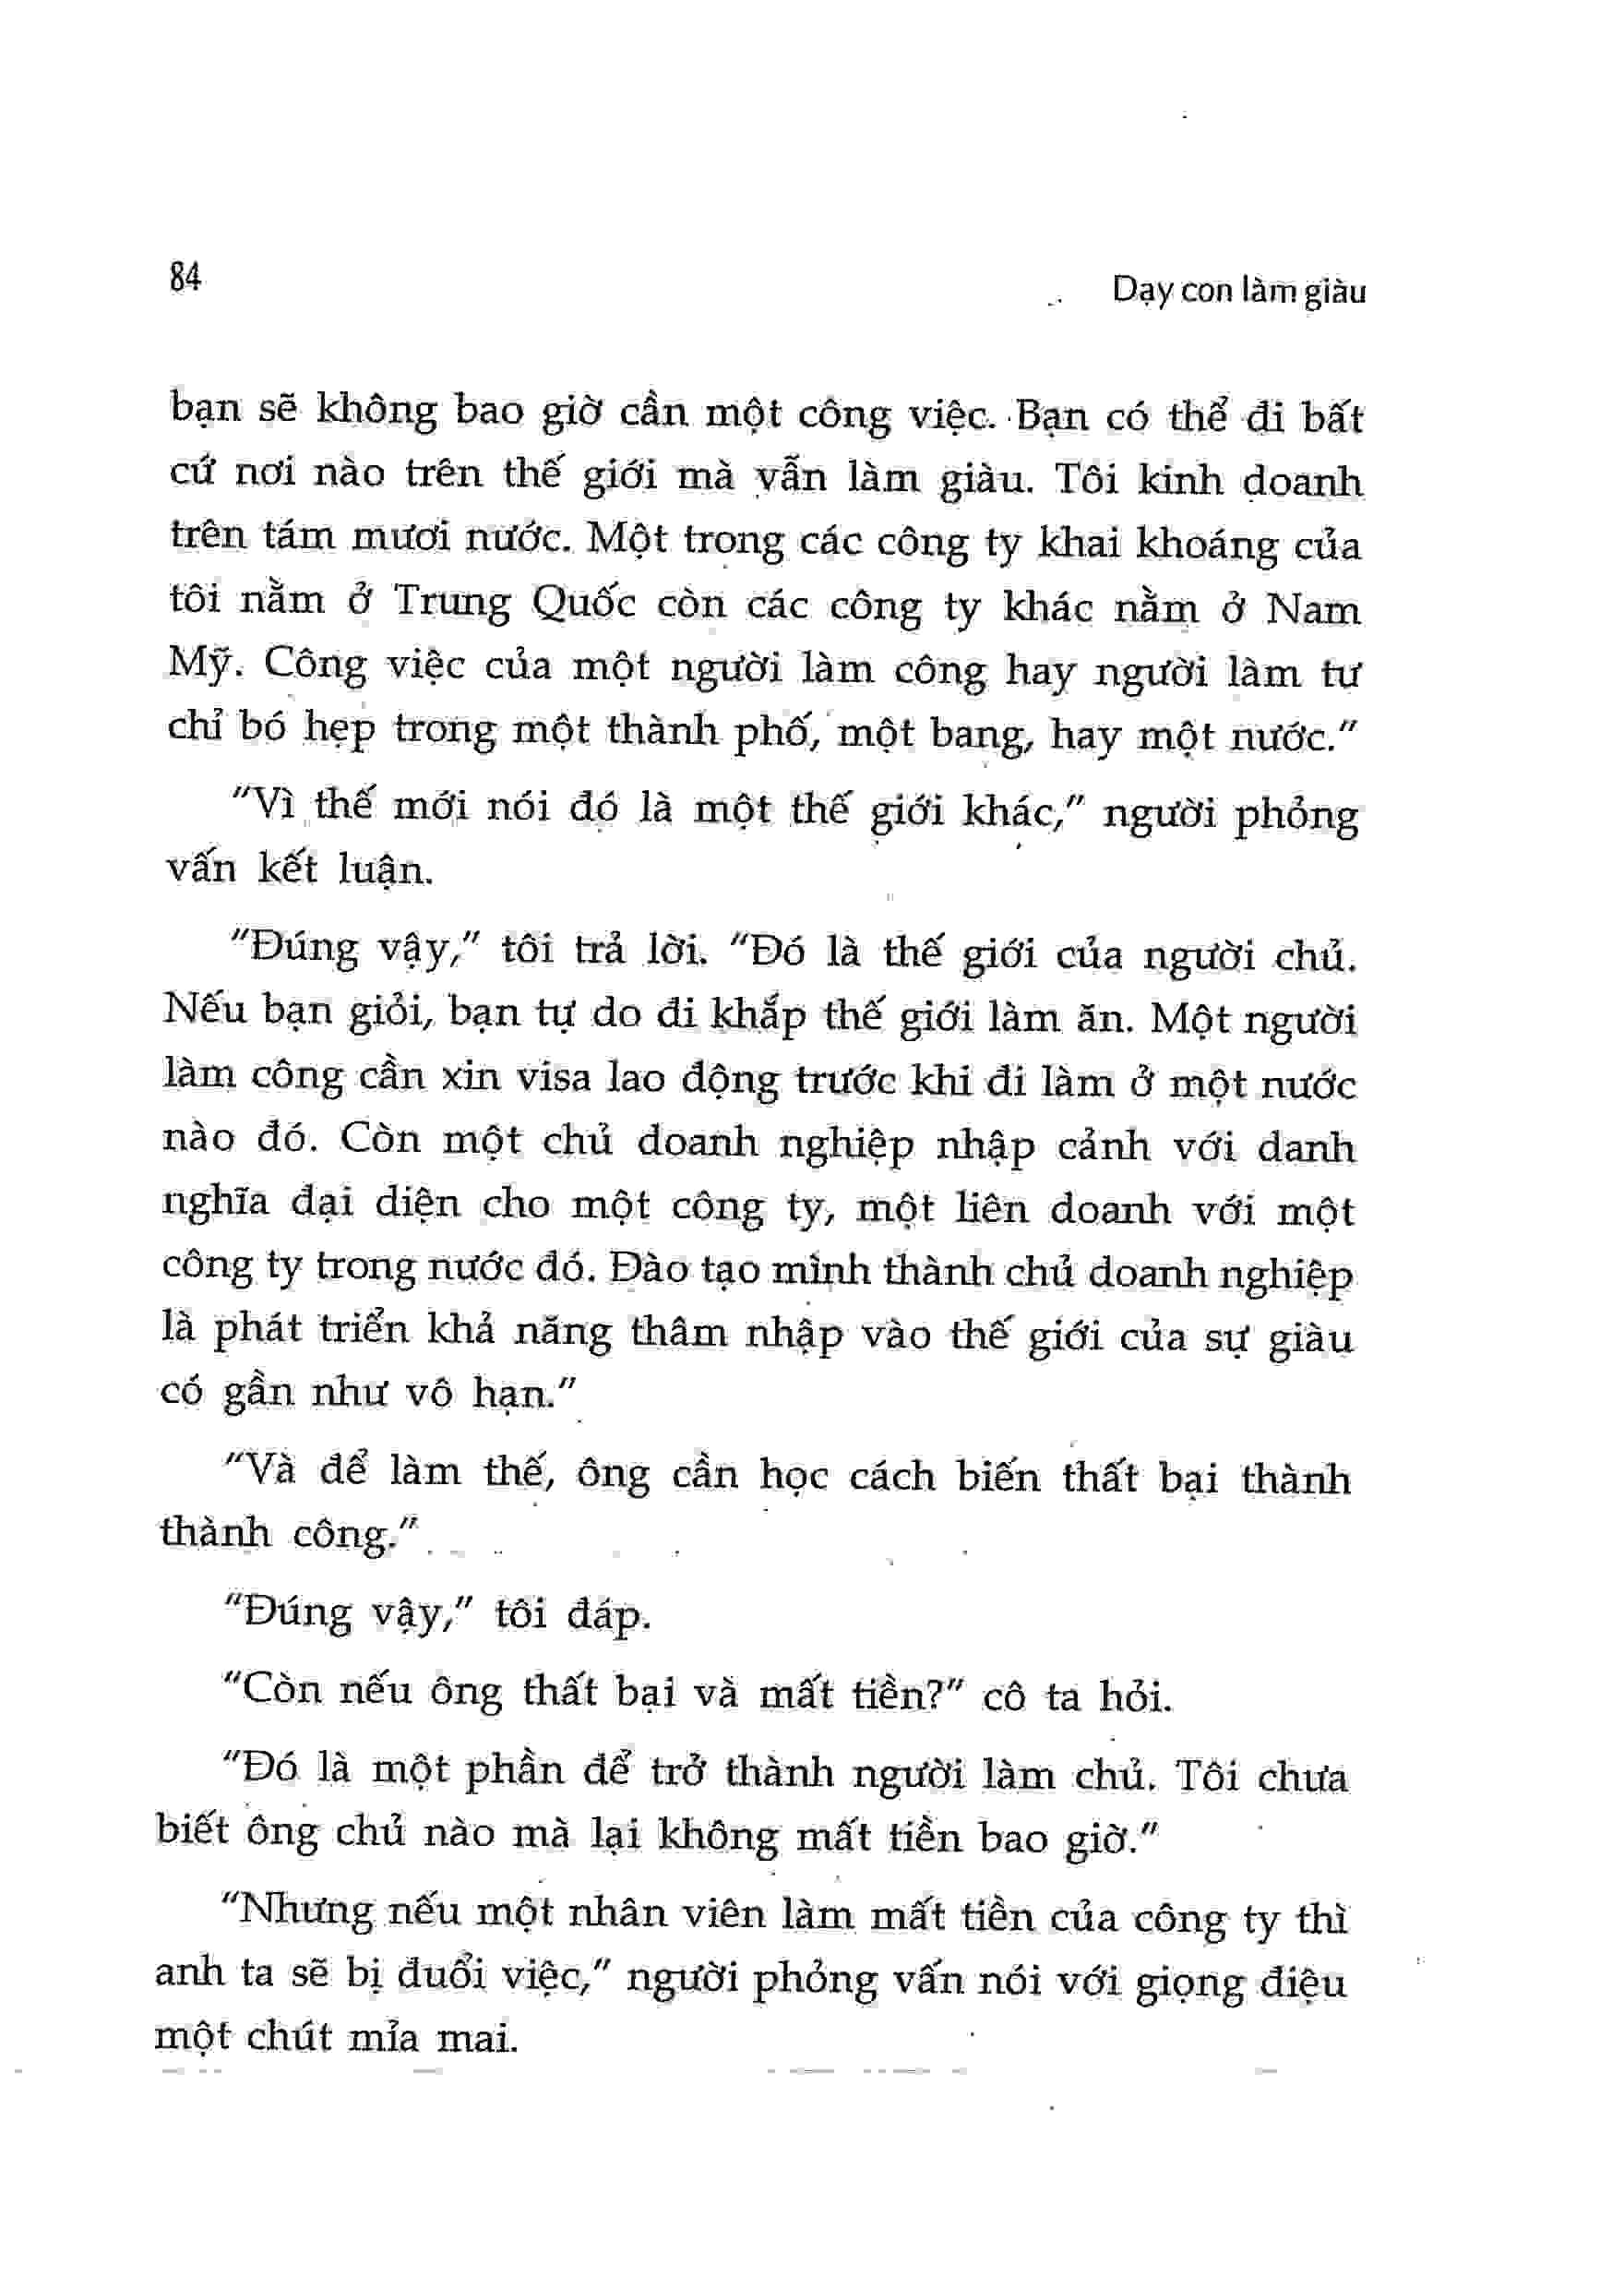 84
Dạy con làm giàu
bạn sẽ không bao giờ cần một công việc. Bạn có thể đi bất
cứ nơi nào trên thế giới mà vẫn làm giàu. Tôi kinh doanh
trên tám mươi nước. Một trong các công ty khai khoáng của
tôi nằm ở Trung Quốc còn các công ty khác nằm ở Nam
Mỹ. Công việc của một người làm công hay người làm tư
chỉ bó hẹp trong một thành phố, một bang, hay một nước."
"Vì thế mới nói đó là một thế giới khác," người phỏng
vấn kết luận.
"Đúng vậy," tôi trả lời. "Đó là thế giới của người chủ.
Nếu bạn giỏi, bạn tự do đi khắp thế giới làm ăn. Một người
làm công cần xin visa lao động trước khi đi làm ở một nước
nào đó. Còn một chủ doanh nghiệp nhập cảnh với danh
nghĩa đại diện cho một công ty, một liên doanh với một
công ty trong nước đó. Đào tạo mình thành chủ doanh nghiệp
là phát triển khả năng thâm nhập vào thế giới của sự giàu
có gần như vô hạn."
"Và để làm thế, ông cần học cách biến thất bại thành
thành công."
"Đúng vậy," tôi đáp.
"Còn nếu ông thất bại và mất tiền?" cô ta hỏi.
"Đó là một phần để trở thành người làm chủ. Tôi chưa
biết ông chủ nào mà lại không mất tiền bao giờ."
"Nhưng nếu một nhân viên làm mất tiền của công ty thì
anh ta sẽ bị đuổi việc," người phỏng vấn nói với giọng điệu
một chút mỉa mai.